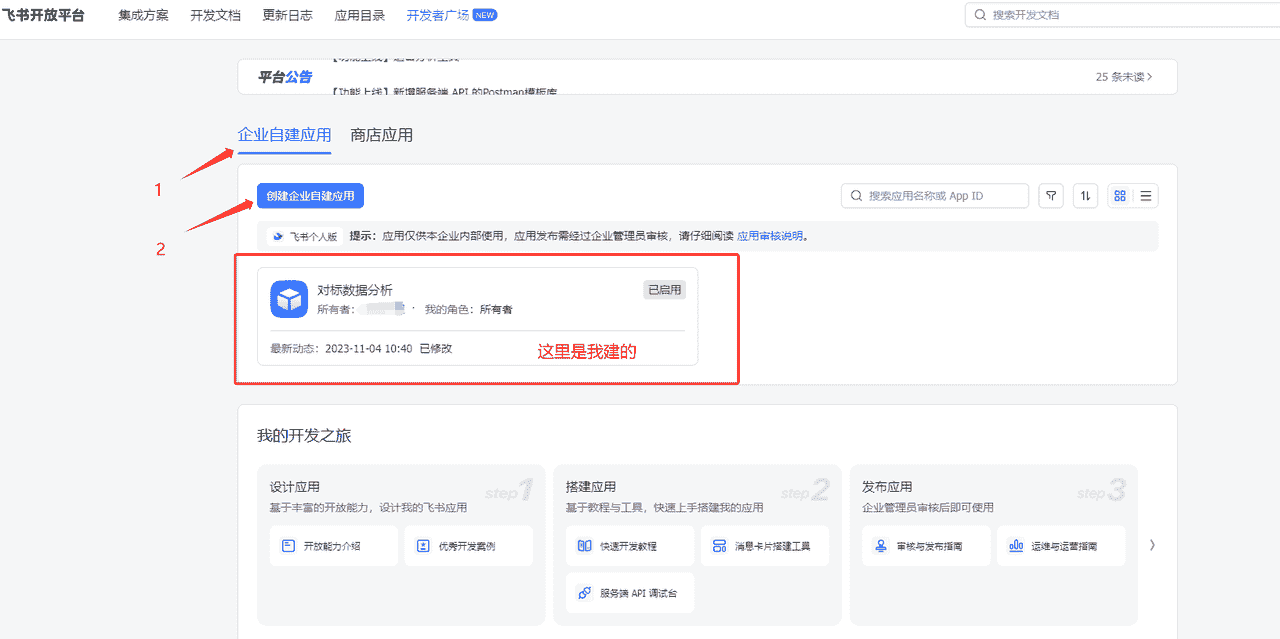 飞书开放平台 集成方案 开发文档 更新日志 应用目录 开发者广场 NEW 搜索开发文档
平台公告 25 条未读
【功能上线】新增服务端 API 的Postman模板库
企业自建应用 商店应用
1
创建企业自建应用 搜索应用名称或 App ID
2
飞书个人版 提示：应用仅供本企业内部使用，应用发布需经过企业管理员审核，请仔细阅读 应用审核说明。
对标数据分析 已启用
所有者： · 我的角色：所有者
最新动态：2023-11-04 10:40 已修改 这里是我建的
我的开发之旅
设计应用 step 1
基于丰富的开放能力，设计我的飞书应用
开放能力介绍 优秀开发案例
搭建应用 step 2
基于教程与工具，快速上手搭建我的应用
快速开发教程 消息卡片搭建工具
服务端 API 调试台
发布应用 step 3
企业管理员审核后即可使用
审核与发布指南 运维与运营指南